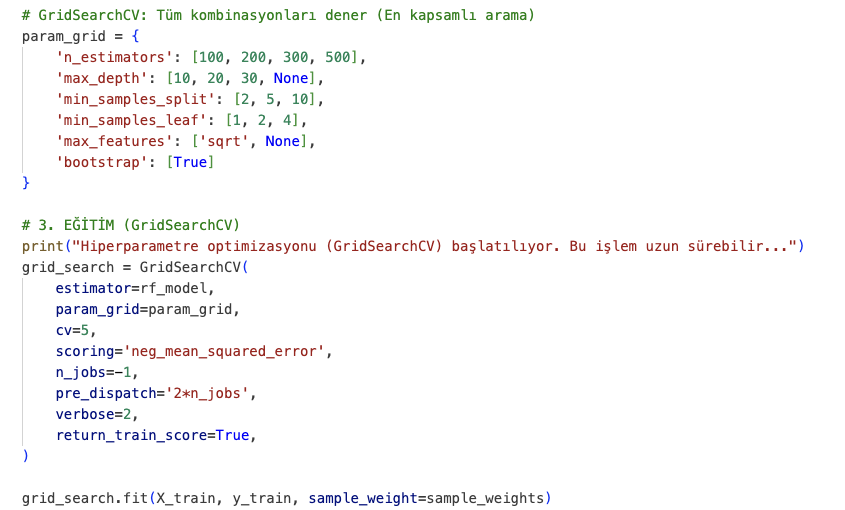 # GridSearchCV: Tüm kombinasyonları dener (En kapsamlı arama)
param_grid = {
    'n_estimators': [100, 200, 300, 500],
    'max_depth': [10, 20, 30, None],
    'min_samples_split': [2, 5, 10],
    'min_samples_leaf': [1, 2, 4],
    'max_features': ['sqrt', None],
    'bootstrap': [True]
}

# 3. EĞİTİM (GridSearchCV)
print("Hiperparametre optimizasyonu (GridSearchCV) başlatılıyor. Bu işlem uzun sürebilir...")
grid_search = GridSearchCV(
    estimator=rf_model,
    param_grid=param_grid,
    cv=5,
    scoring='neg_mean_squared_error',
    n_jobs=-1,
    pre_dispatch='2*n_jobs',
    verbose=2,
    return_train_score=True,
)

grid_search.fit(X_train, y_train, sample_weight=sample_weights)